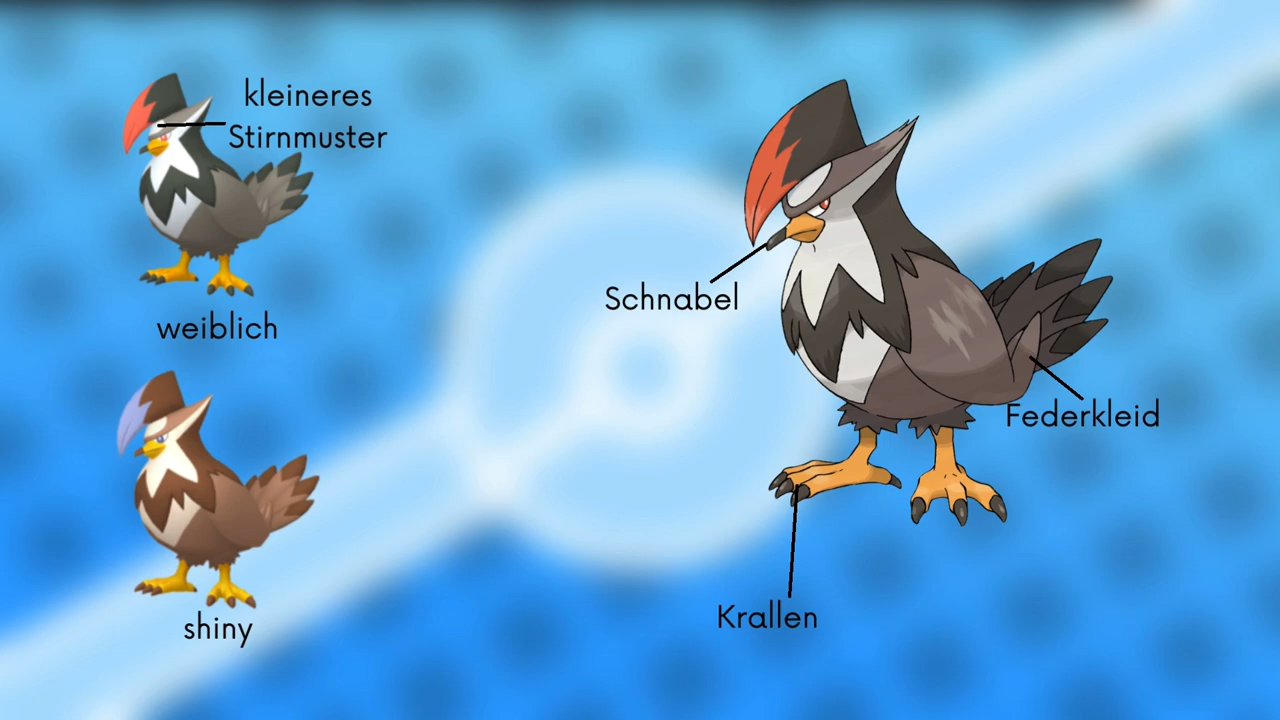 kleineres
Stirnmuster
weiblich
shiny
Schnabel
Federkleid
Krallen